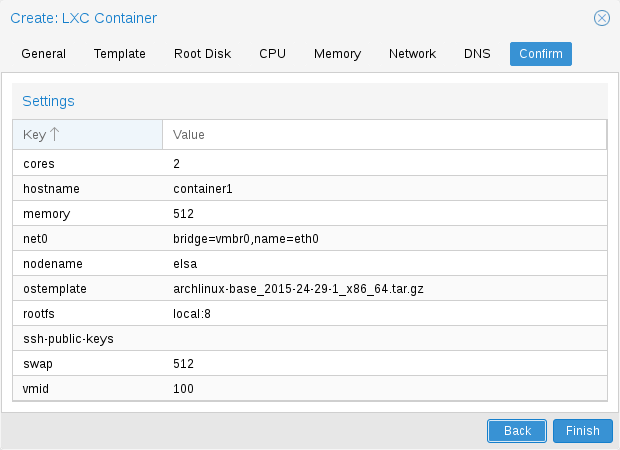 Create: LXC Container
General Template Root Disk CPU Memory Network DNS Confirm
Settings
Key Value
cores 2
hostname container1
memory 512
net0 bridge=vmbr0,name=eth0
nodename elsa
ostemplate archlinux-base_2015-24-29-1_x86_64.tar.gz
rootfs local:8
ssh-public-keys
swap 512
vmid 100
Back Finish